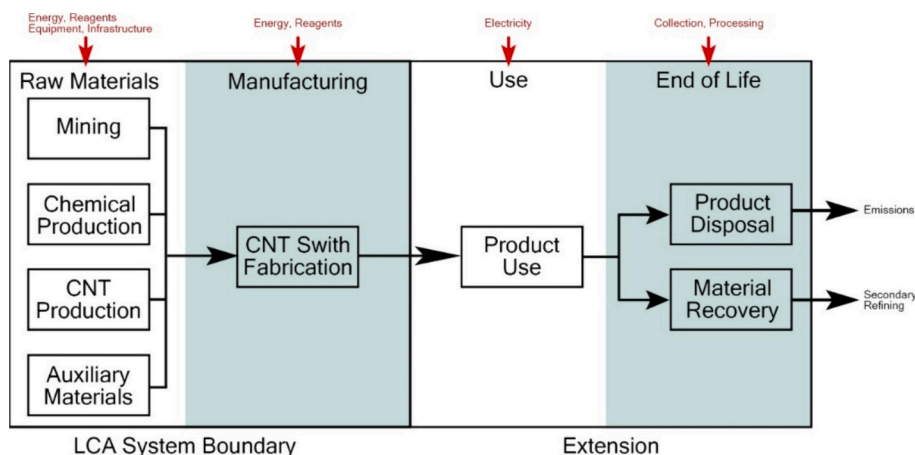 Energy, Reagents
Equipment, Infrastructure
Energy, Reagents
Electricity
Collection, Processing
Raw Materials
Manufacturing
Use
End of Life
Mining
Chemical
Production
CNT
Production
Auxiliary
Materials
CNT Swith
Fabrication
Product
Use
Product
Disposal
Material
Recovery
Emissions
Secondary
Refining
LCA System Boundary
Extension